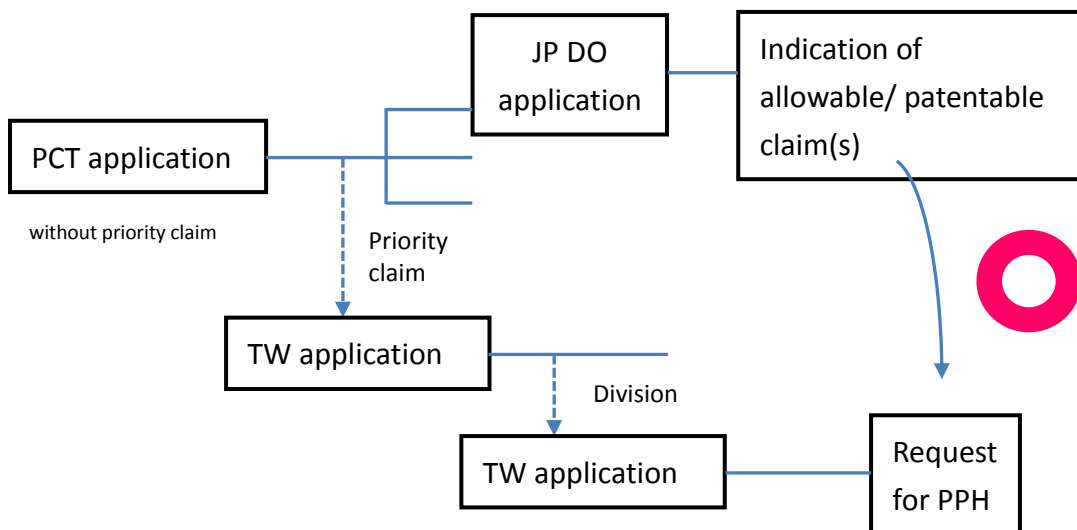 JP DO
application
Indication of
allowable/ patentable
claim(s)
PCT application
without priority claim
Priority
claim
TW application
Division
TW application
Request
for PPH